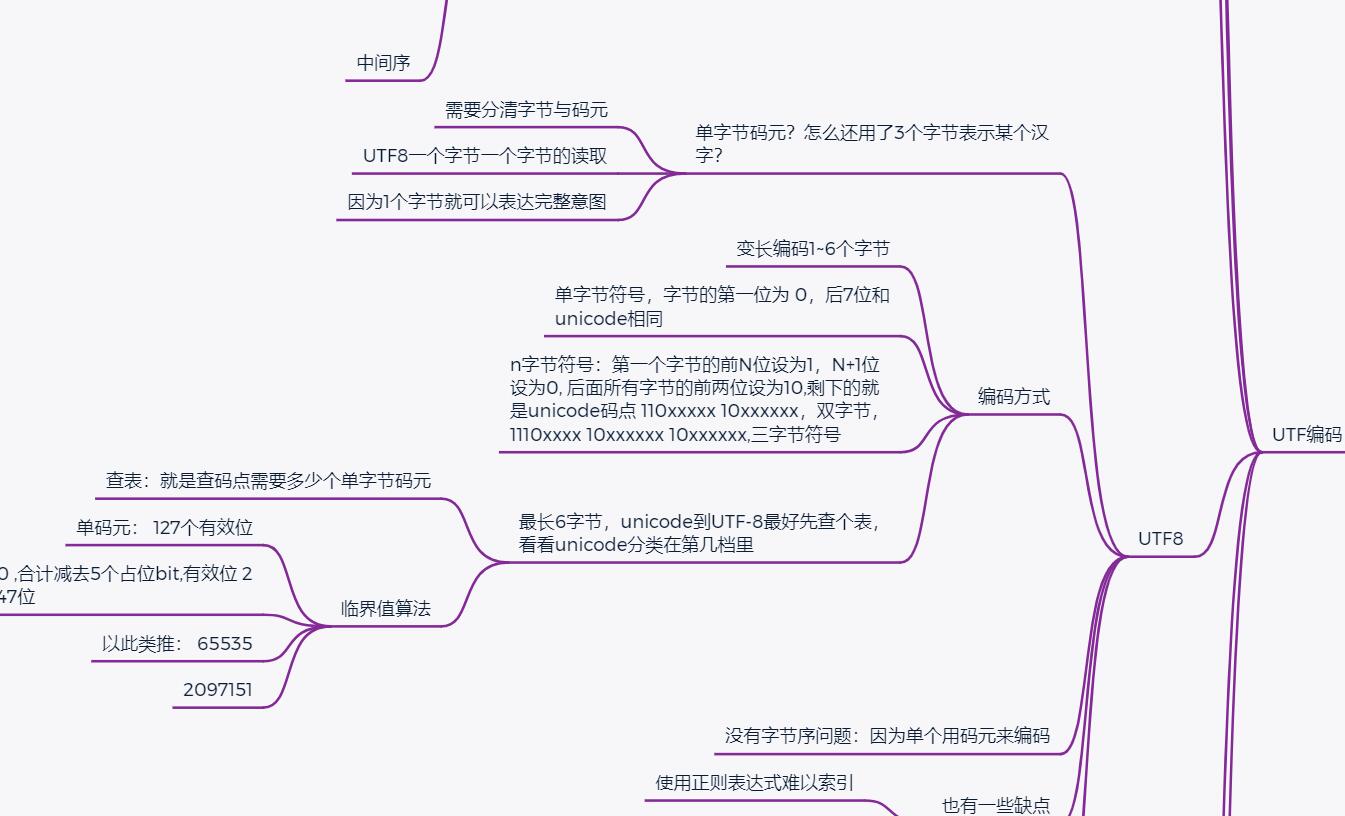 中间序
需要分清字节与码元
UTF8一个字节一个字节的读取
因为1个字节就可以表达完整意图
单字节码元？怎么还用了3个字节表示某个汉
字？
变长编码1~6个字节
单字节符号，字节的第一位为 0，后7位和
unicode相同
n字节符号：第一个字节的前N位设为1，N+1位
设为0, 后面所有字节的前两位设为10,剩下的就
是unicode码点 110xxxxx 10xxxxxx，双字节，
1110xxxx 10xxxxxx 10xxxxxx,三字节符号
编码方式
UTF编码
查表：就是查码点需要多少个单字节码元
单码元： 127个有效位
0 ,合计减去5个占位bit,有效位 2
47位
以此类推： 65535
2097151
临界值算法
最长6字节，unicode到UTF-8最好先查个表，
看看unicode分类在第几档里
UTF8
没有字节序问题：因为单个用码元来编码
使用正则表达式难以索引
也有一些缺点